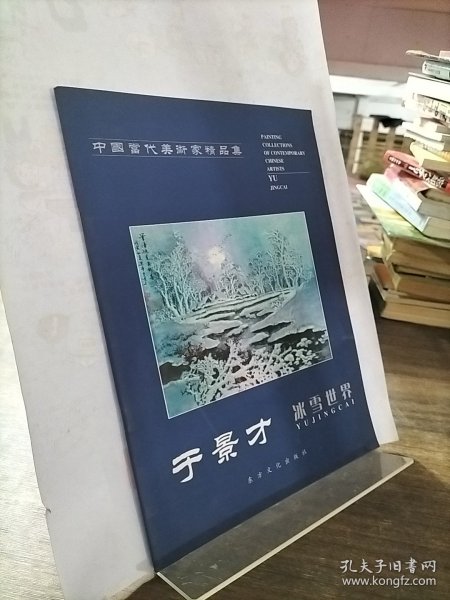 中國當代美術家精品集
PAINTING
COLLECTIONS
OF CONTEMPORARY
CHINESE
ARTISTS
YU
JINGCAI
于景才
冰雪世界
YUJINGCAI
东方文化出版社
孔夫子旧书网
www.kongfz.com